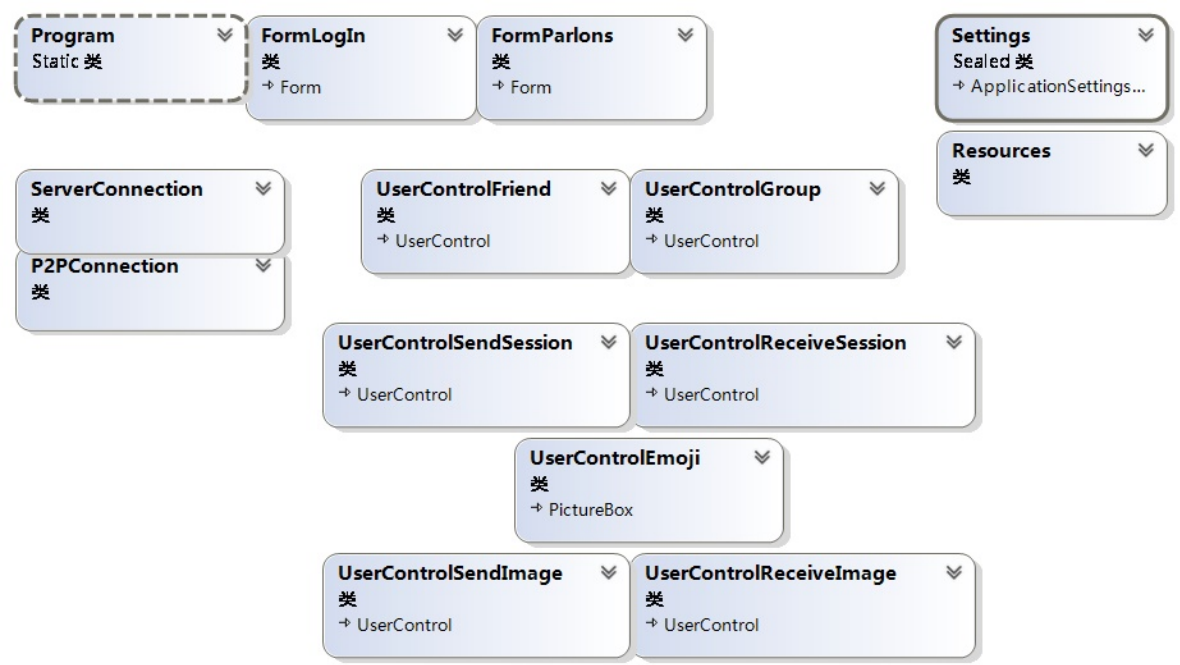 Program
Static 类
FormLogIn
类
Form
FormParlons
类
Form
Settings
Sealed 类
ApplicationSettings...
Resources
类
ServerConnection
类
P2PConnection
类
UserControlFriend
类
UserControl
UserControlGroup
类
UserControl
UserControlSendSession
类
UserControl
UserControlReceiveSession
类
UserControl
UserControlEmoji
类
PictureBox
UserControlSendImage
类
UserControl
UserControlReceiveImage
类
UserControl